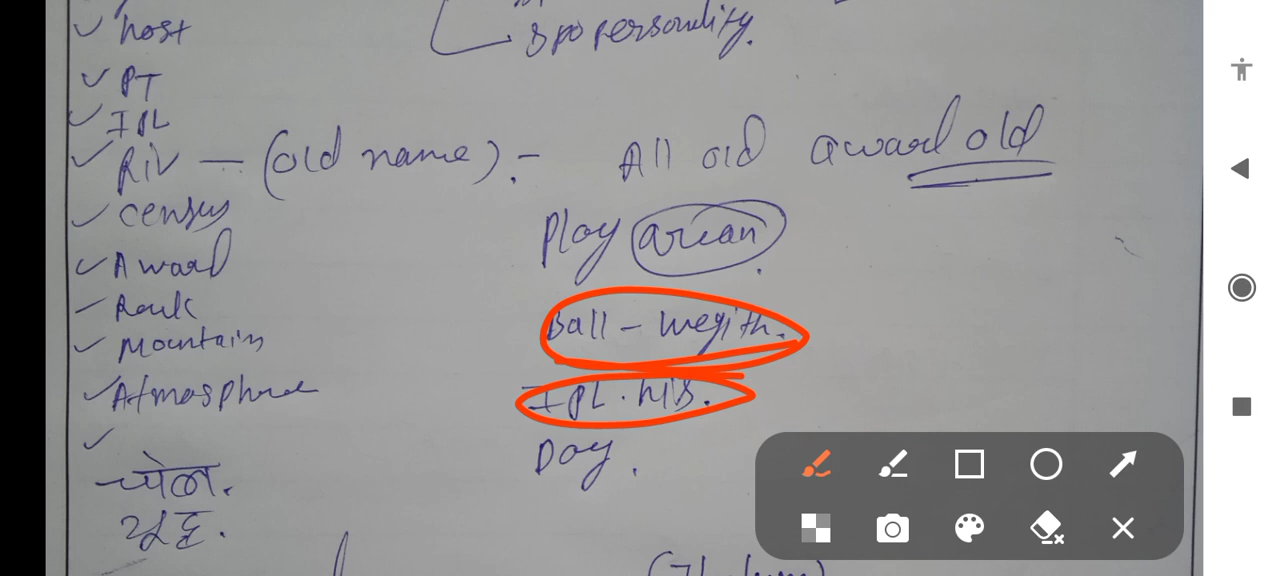 host
spo personality.
PT
IPL
Riv — (old name). - All old award old
census
Play arean.
Award
Rank
Ball - wegith.
Mountain
Atmosphere
IPL. his.
Day.